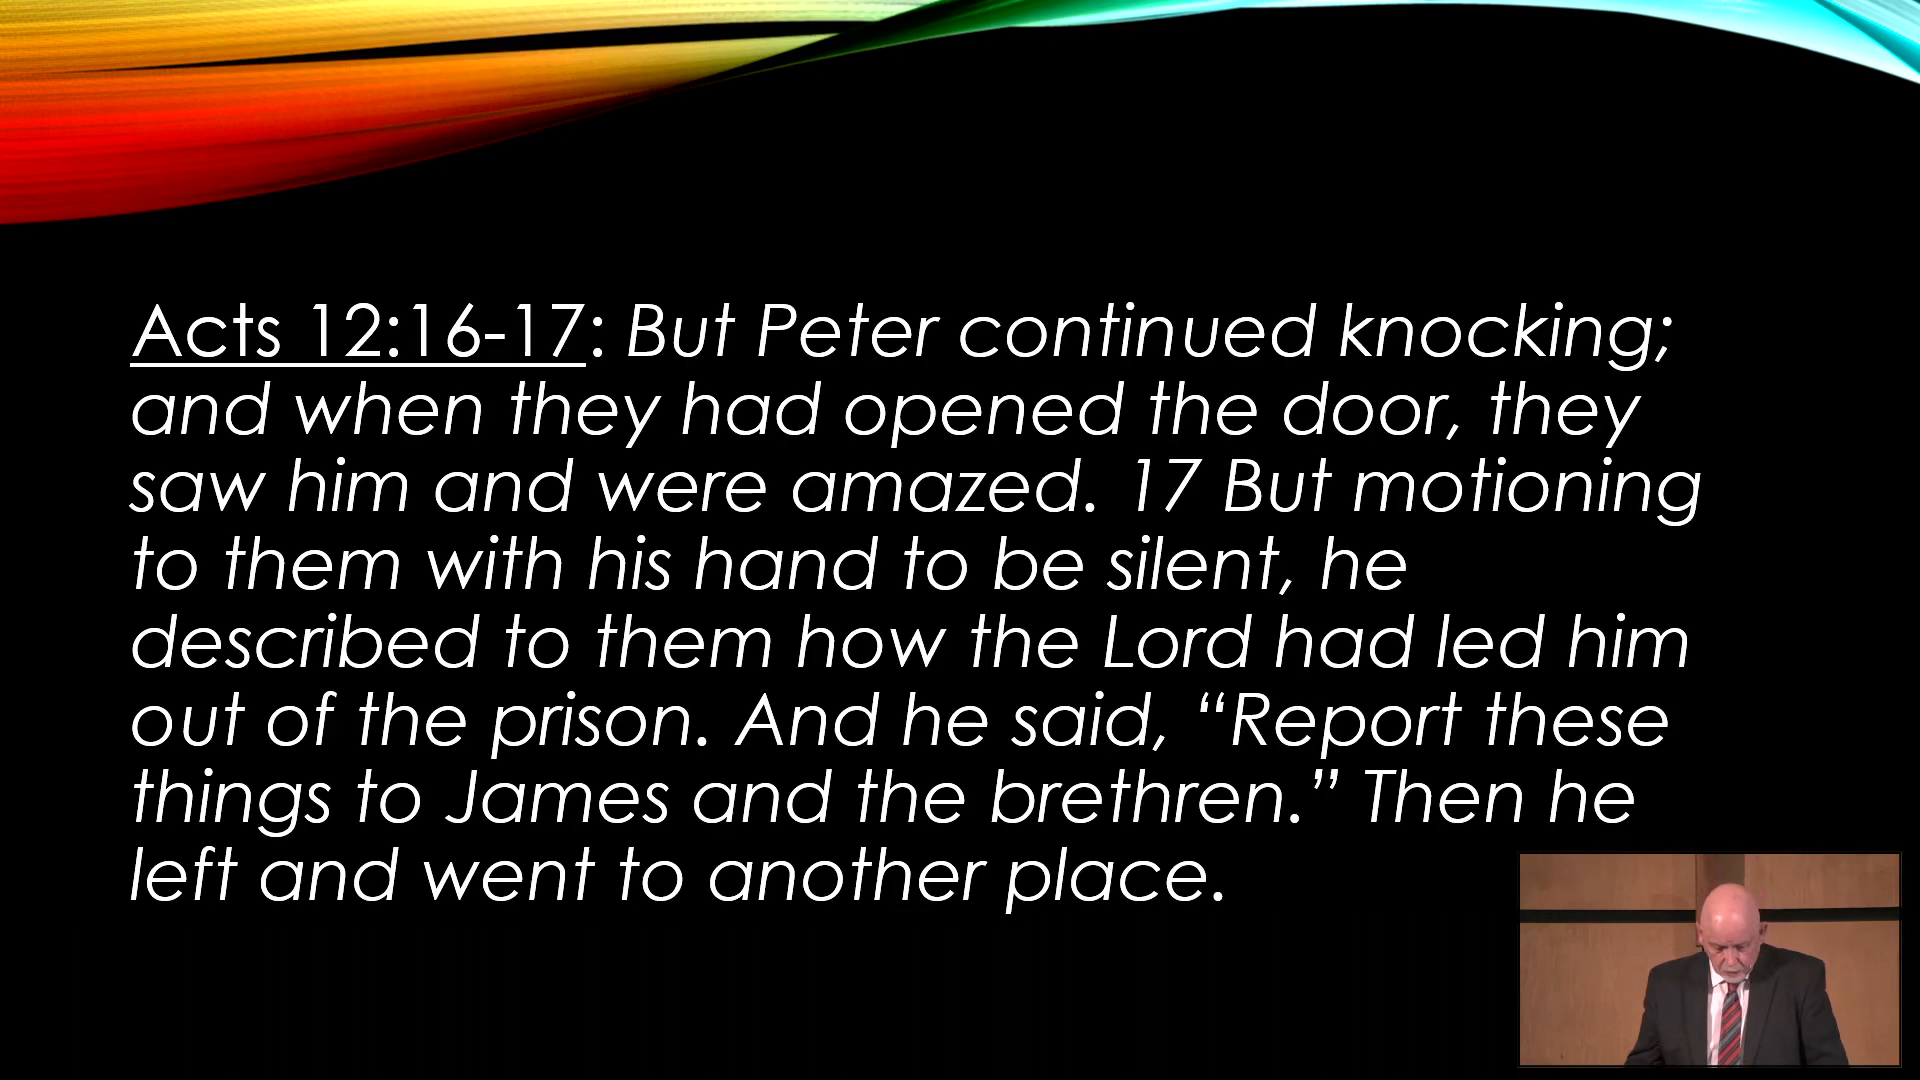 Acts 12:16-17: But Peter continued knocking;
and when they had opened the door, they
saw him and were amazed. 17 But motioning
to them with his hand to be silent, he
described to them how the Lord had led him
out of the prison. And he said, “Report these
things to James and the brethren.” Then he
left and went to another place.